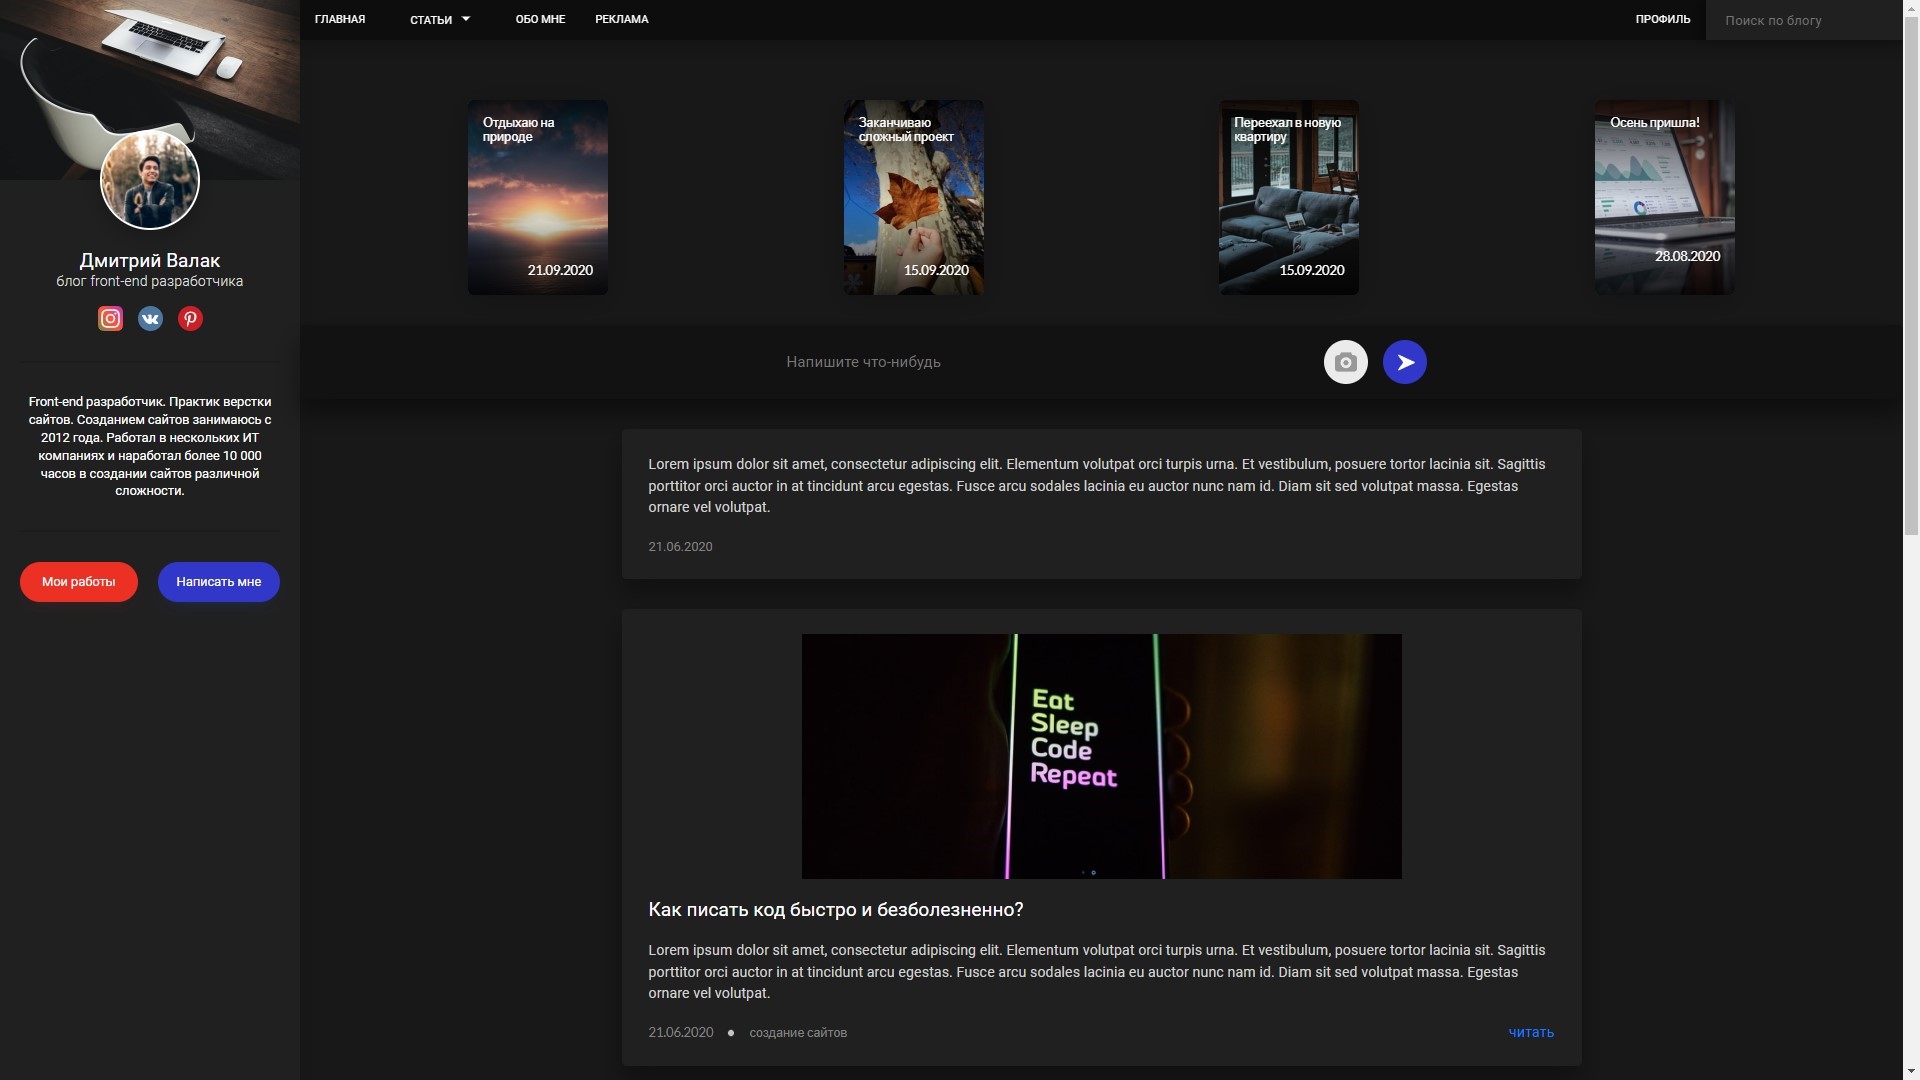 ГЛАВНАЯ СТАТЬИ ОБО МНЕ РЕКЛАМА ПРОФИЛЬ Поиск по блогу
Дмитрий Валак
блог front-end разработчика
Front-end разработчик. Практик верстки
сайтов. Созданием сайтов занимаюсь с
2012 года. Работал в нескольких ИТ
компаниях и наработал более 10 000
часов в создании сайтов различной
сложности.
Мои работы Написать мне
Отдыхаю на
природе
21.09.2020
Заканчиваю
сложный проект
15.09.2020
Переехал в новую
квартиру
15.09.2020
Осень пришла!
28.08.2020
Напишите что-нибудь
Lorem ipsum dolor sit amet, consectetur adipiscing elit. Elementum volutpat orci turpis urna. Et vestibulum, posuere tortor lacinia sit. Sagittis
porttitor orci auctor in at tincidunt arcu egestas. Fusce arcu sodales lacinia eu auctor nunc nam id. Diam sit sed volutpat massa. Egestas
ornare vel volutpat.
21.06.2020
Eat
Sleep
Code
Repeat
Как писать код быстро и безболезненно?
Lorem ipsum dolor sit amet, consectetur adipiscing elit. Elementum volutpat orci turpis urna. Et vestibulum, posuere tortor lacinia sit. Sagittis
porttitor orci auctor in at tincidunt arcu egestas. Fusce arcu sodales lacinia eu auctor nunc nam id. Diam sit sed volutpat massa. Egestas
ornare vel volutpat.
21.06.2020 ● создание сайтов читать